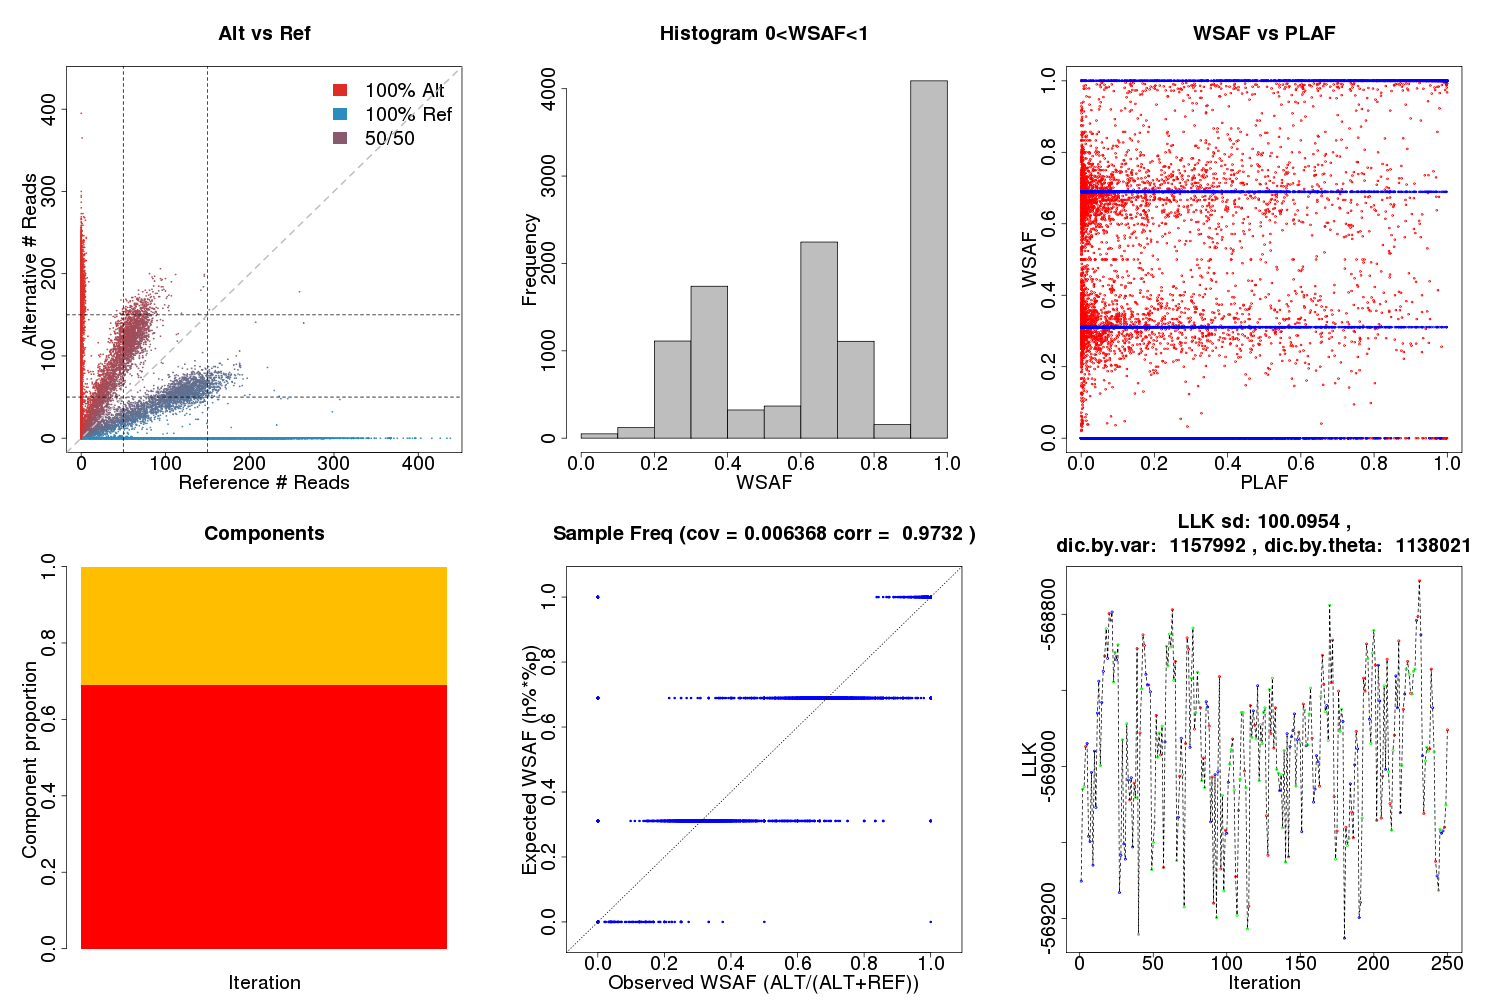 Alt vs Ref
100% Alt
100% Ref
50/50
Alternative # Reads
0 100 200 300 400
0 100 200 300 400
Reference # Reads
Histogram 0<WSAF<1
Frequency
0 1000 2000 3000 4000
0.0 0.2 0.4 0.6 0.8 1.0
WSAF
WSAF vs PLAF
WSAF
0.0 0.2 0.4 0.6 0.8 1.0
0.0 0.2 0.4 0.6 0.8 1.0
PLAF
Components
Component proportion
0.0 0.2 0.4 0.6 0.8 1.0
Iteration
Sample Freq (cov = 0.006368 corr = 0.9732 )
Expected WSAF (h%*%p)
0.0 0.2 0.4 0.6 0.8 1.0
0.0 0.2 0.4 0.6 0.8 1.0
Observed WSAF (ALT/(ALT+REF))
LLK sd: 100.0954 ,
dic.by.var: 1157992 , dic.by.theta: 1138021
LLK
-569200 -569000 -568800
0 50 100 150 200 250
Iteration